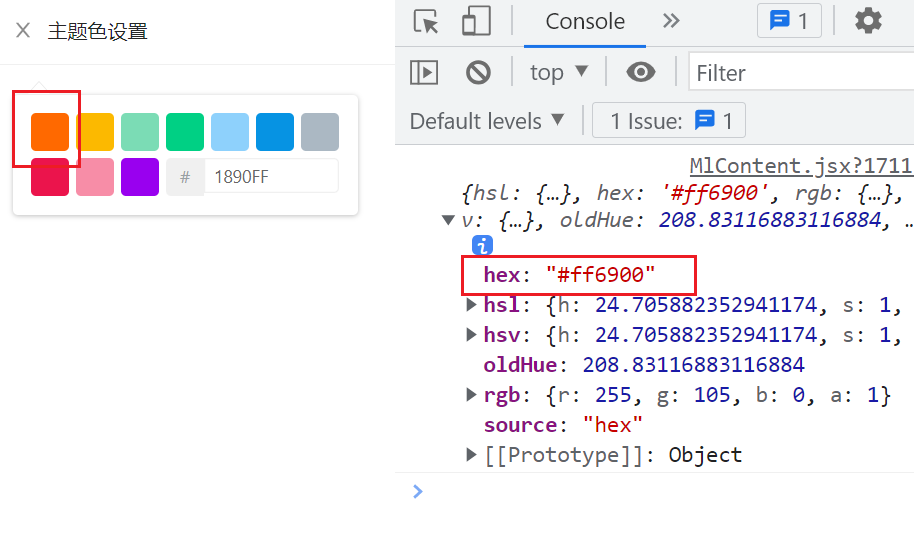 主题色设置
# 1890FF
Console 1
top Filter
Default levels 1 Issue: 1
MlContent.jsx?1711
{hsl: {…}, hex: '#ff6900', rgb: {…},
v: {…}, oldHue: 208.83116883116884, …
i
hex: "#ff6900"
hsl: {h: 24.705882352941174, s: 1,
hsv: {h: 24.705882352941174, s: 1,
oldHue: 208.83116883116884
rgb: {r: 255, g: 105, b: 0, a: 1}
source: "hex"
[[Prototype]]: Object